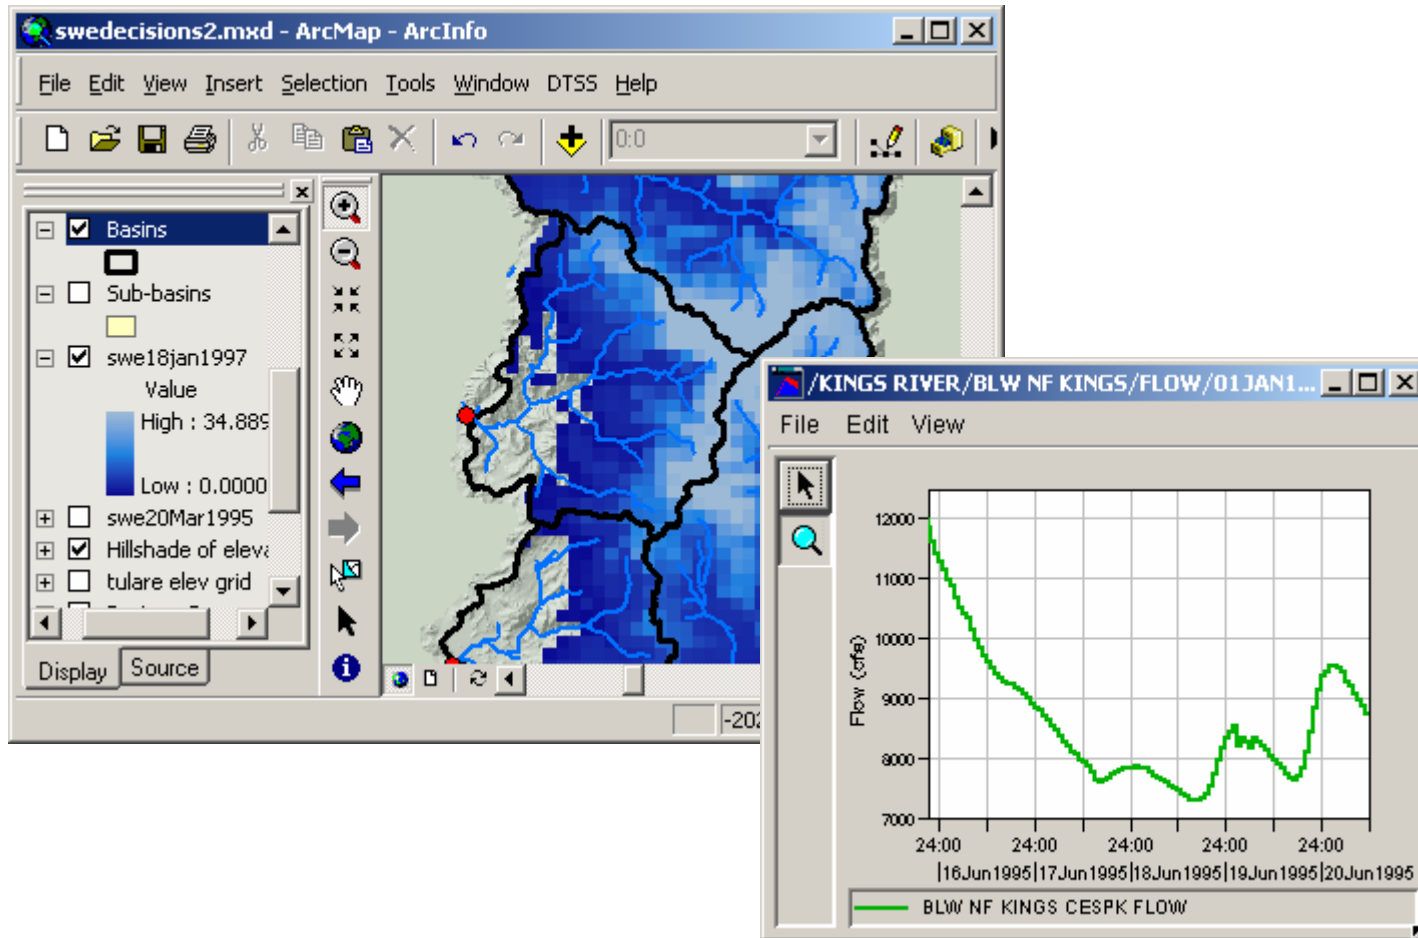 swedecisions2.mxd - ArcMap - ArcInfo
File Edit View Insert Selection Tools Window DTSS Help
0:0
Basins
Sub-basins
swe18jan1997
Value
High : 34.889
Low : 0.0000
swe20Mar1995
Hillshade of eleva
tulare elev grid
Display Source
-202
/KINGS RIVER/BLW NF KINGS/FLOW/01JAN1...
File Edit View
Flow (cfs)
12000
11000
10000
9000
8000
7000
24:00 24:00 24:00 24:00 24:00
|16Jun1995|17Jun1995|18Jun1995|19Jun1995|20Jun1995
BLW NF KINGS CESPK FLOW